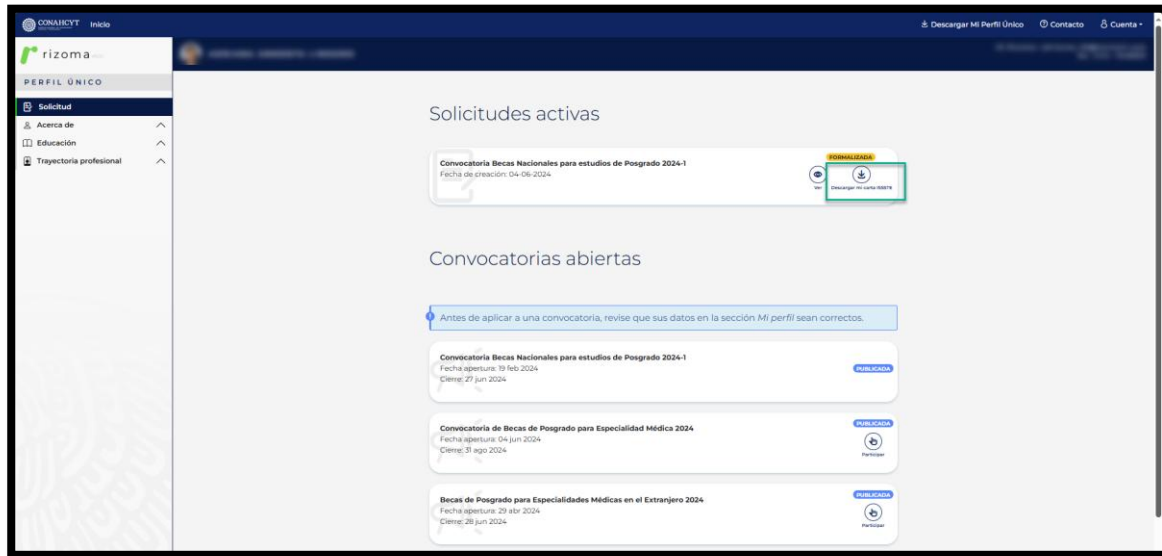 CONAHCYT Inicio
Descargar Mi Perfil Único Contacto Cuenta
rizoma
PERFIL ÚNICO
Solicitud
Acerca de
Educación
Trayectoria profesional
Solicitudes activas
FORMALIZADA
Convocatoria Becas Nacionales para estudios de Posgrado 2024-1
Fecha de creación: 04-06-2024
Ver Descargar mi carta ISSSTE
Convocatorias abiertas
Antes de aplicar a una convocatoria, revise que sus datos en la sección Mi perfil sean correctos.
Convocatoria Becas Nacionales para estudios de Posgrado 2024-1
Fecha apertura: 19 feb 2024
PUBLICADA
Cierre: 27 jun 2024
PUBLICADA
Convocatoria de Becas de Posgrado para Especialidad Médica 2024
Fecha apertura: 04 jun 2024
Cierre: 31 ago 2024
Participar
PUBLICADA
Becas de Posgrado para Especialidades Médicas en el Extranjero 2024
Fecha apertura: 29 abr 2024
Cierre: 28 jun 2024
Participar